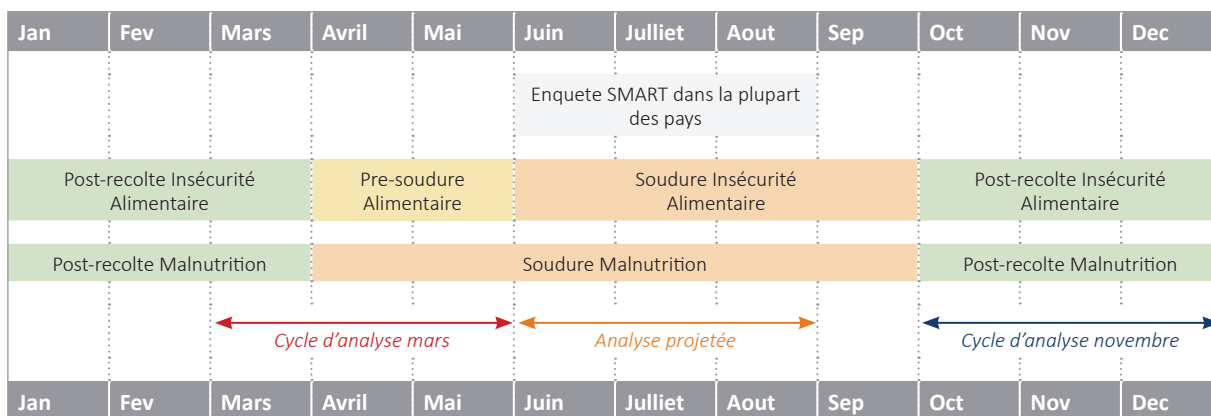 Jan Fev Mars Avril Mai Juin Julliet Aout Sep Oct Nov Dec
Enquete SMART dans la plupart
des pays
Post-recolte Insécurité
Alimentaire
Pre-soudure
Alimentaire
Soudure Insécurité
Alimentaire
Post-recolte Insécurité
Alimentaire
Post-recolte Malnutrition
Soudure Malnutrition
Post-recolte Malnutrition
Cycle d'analyse mars
Analyse projetée
Cycle d'analyse novembre
Jan Fev Mars Avril Mai Juin Julliet Aout Sep Oct Nov Dec